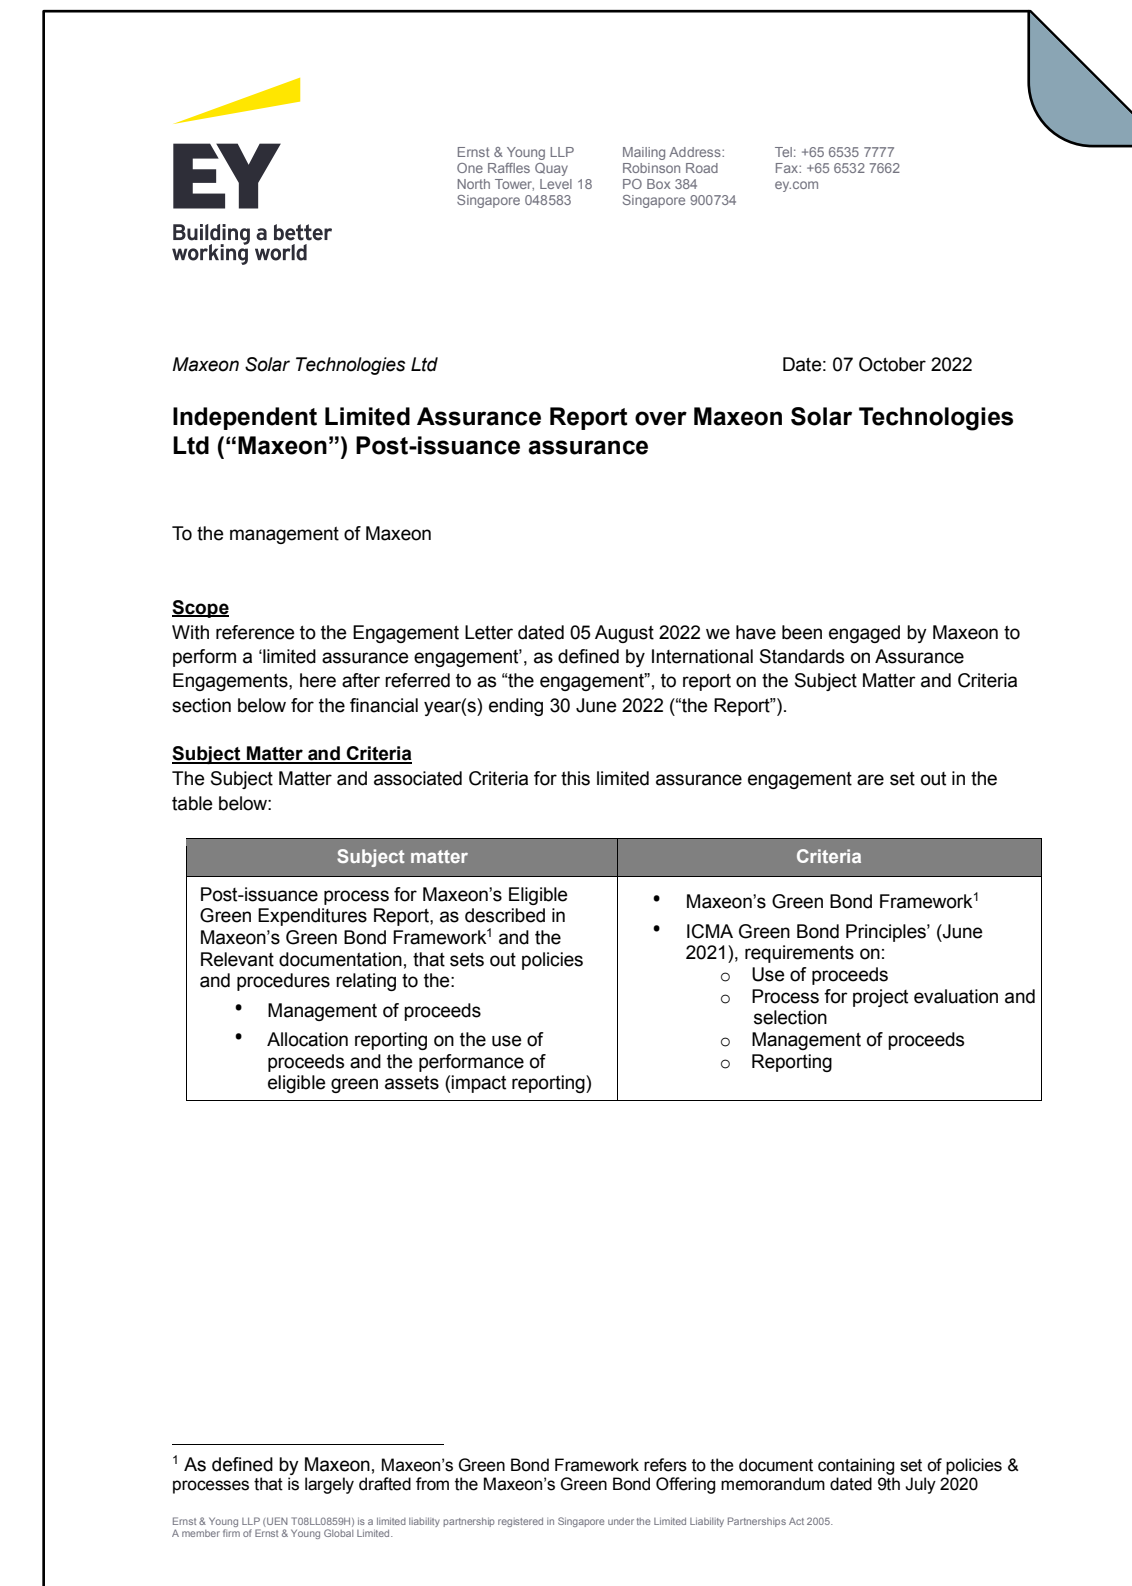 EY
Building a better
working world
Ernst & Young LLP
One Raffles Quay
North Tower, Level 18
Singapore 048583
Mailing Address:
Robinson Road
PO Box 384
Singapore 900734
Tel: +65 6535 7777
Fax: +65 6532 7662
ey.com
Maxeon Solar Technologies Ltd
Date: 07 October 2022
Independent Limited Assurance Report over Maxeon Solar Technologies
Ltd (“Maxeon”) Post-issuance assurance
To the management of Maxeon
Scope
With reference to the Engagement Letter dated 05 August 2022 we have been engaged by Maxeon to
perform a ‘limited assurance engagement’, as defined by International Standards on Assurance
Engagements, here after referred to as “the engagement”, to report on the Subject Matter and Criteria
section below for the financial year(s) ending 30 June 2022 (“the Report”).
Subject Matter and Criteria
The Subject Matter and associated Criteria for this limited assurance engagement are set out in the
table below:
Subject matter
Post-issuance process for Maxeon’s Eligible
Green Expenditures Report, as described in
Maxeon’s Green Bond Framework¹ and the
Relevant documentation, that sets out policies
and procedures relating to the:
• Management of proceeds
• Allocation reporting on the use of
proceeds and the performance of
eligible green assets (impact reporting)
Criteria
• Maxeon’s Green Bond Framework¹
• ICMA Green Bond Principles’ (June
2021), requirements on:
o Use of proceeds
o Process for project evaluation and
selection
o Management of proceeds
o Reporting
¹ As defined by Maxeon, Maxeon’s Green Bond Framework refers to the document containing set of policies &
processes that is largely drafted from the Maxeon’s Green Bond Offering memorandum dated 9th July 2020
Ernst & Young LLP (UEN T08LL0859H) is a limited liability partnership registered in Singapore under the Limited Liability Partnerships Act 2005.
A member firm of Ernst & Young Global Limited.